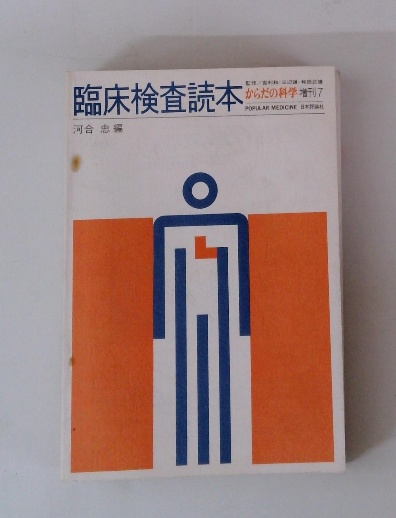 臨床検査読本
河合 忠 編
からだの科学 増刊7
POPULAR MEDICINE 日本評論社